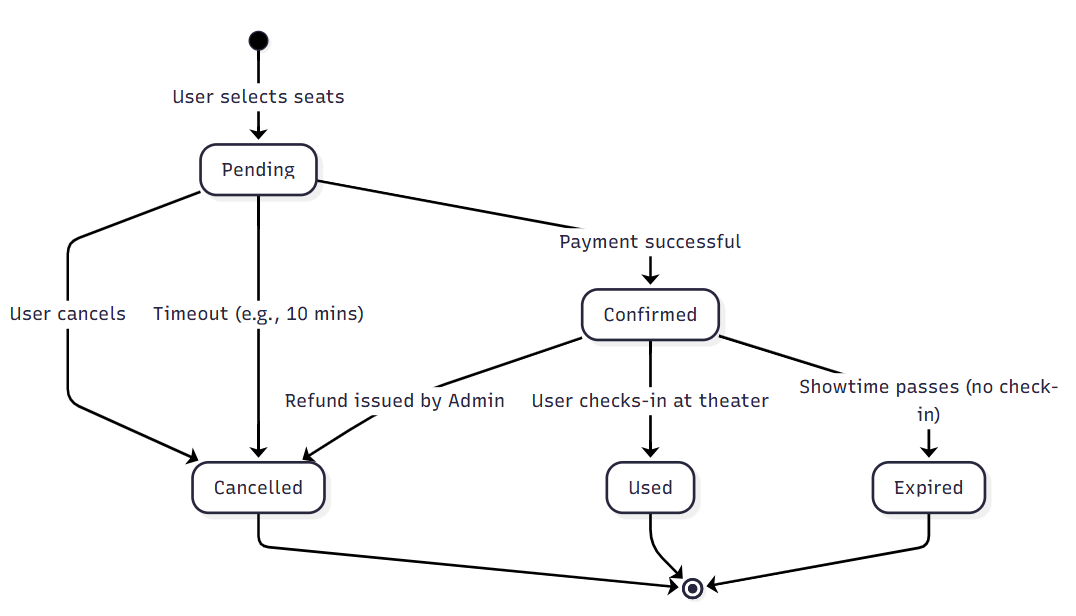 User selects seats
Pending
Payment successful
User cancels
Timeout (e.g., 10 mins)
Confirmed
Refund issued by Admin
User checks-in at theater
Showtime passes (no check-
in)
Cancelled
Used
Expired